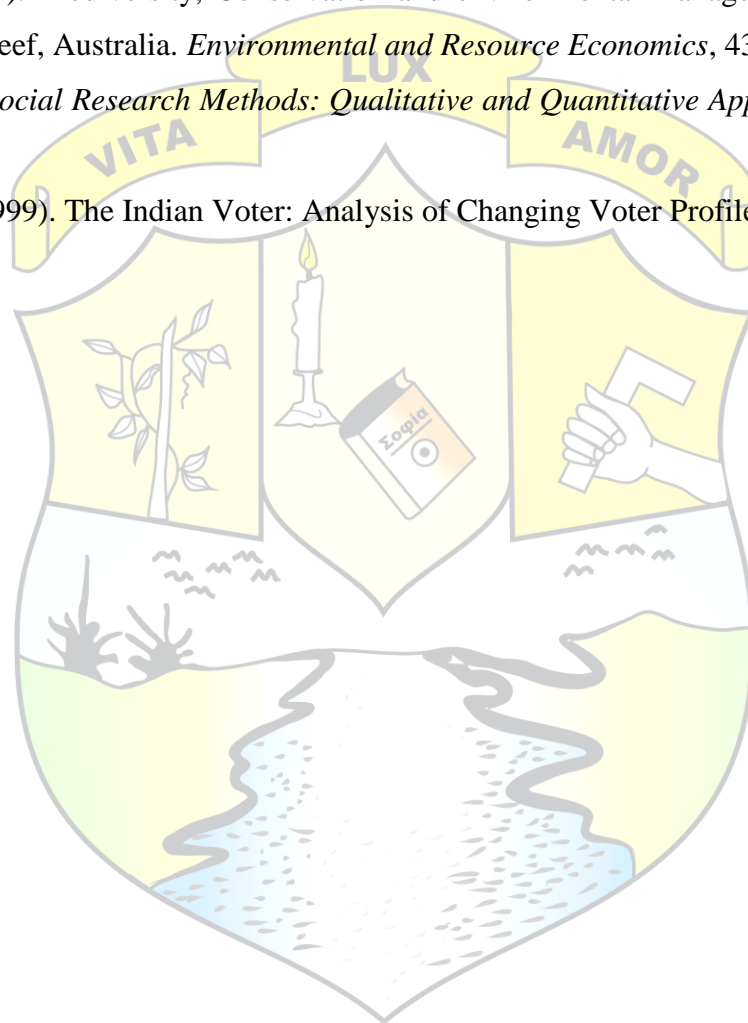 eef, Australia. Environmental and Resource Economics, 43
LUX
ocial Research Methods: Qualitative and Quantitative App
VITA
AMOR
999). The Indian Voter: Analysis of Changing Voter Profile
Σοφία